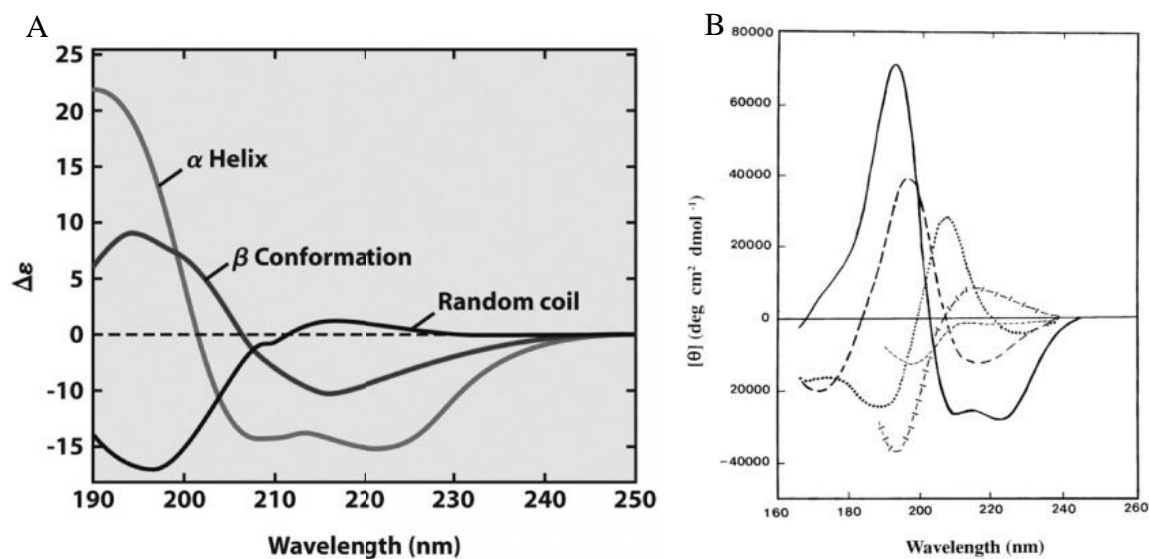 A
25
20
15
10
5
0
-5
-10
-15
Δε
α Helix
β Conformation
Random coil
190 200 210 220 230 240 250
Wavelength (nm)
B
80000
60000
40000
20000
0
20000
-40000
[θ] (deg cm² dmol ⁻¹)
160 180 200 220 240 260
Wavelength (nm)